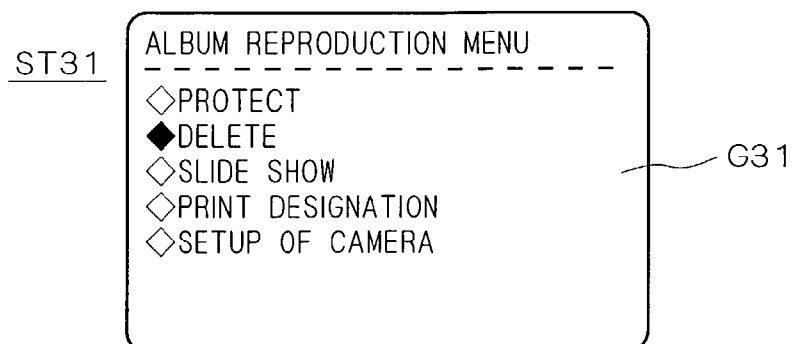 ST31
ALBUM REPRODUCTION MENU
◇PROTECT
◆DELETE
◇SLIDE SHOW
◇PRINT DESIGNATION
◇SETUP OF CAMERA
G31